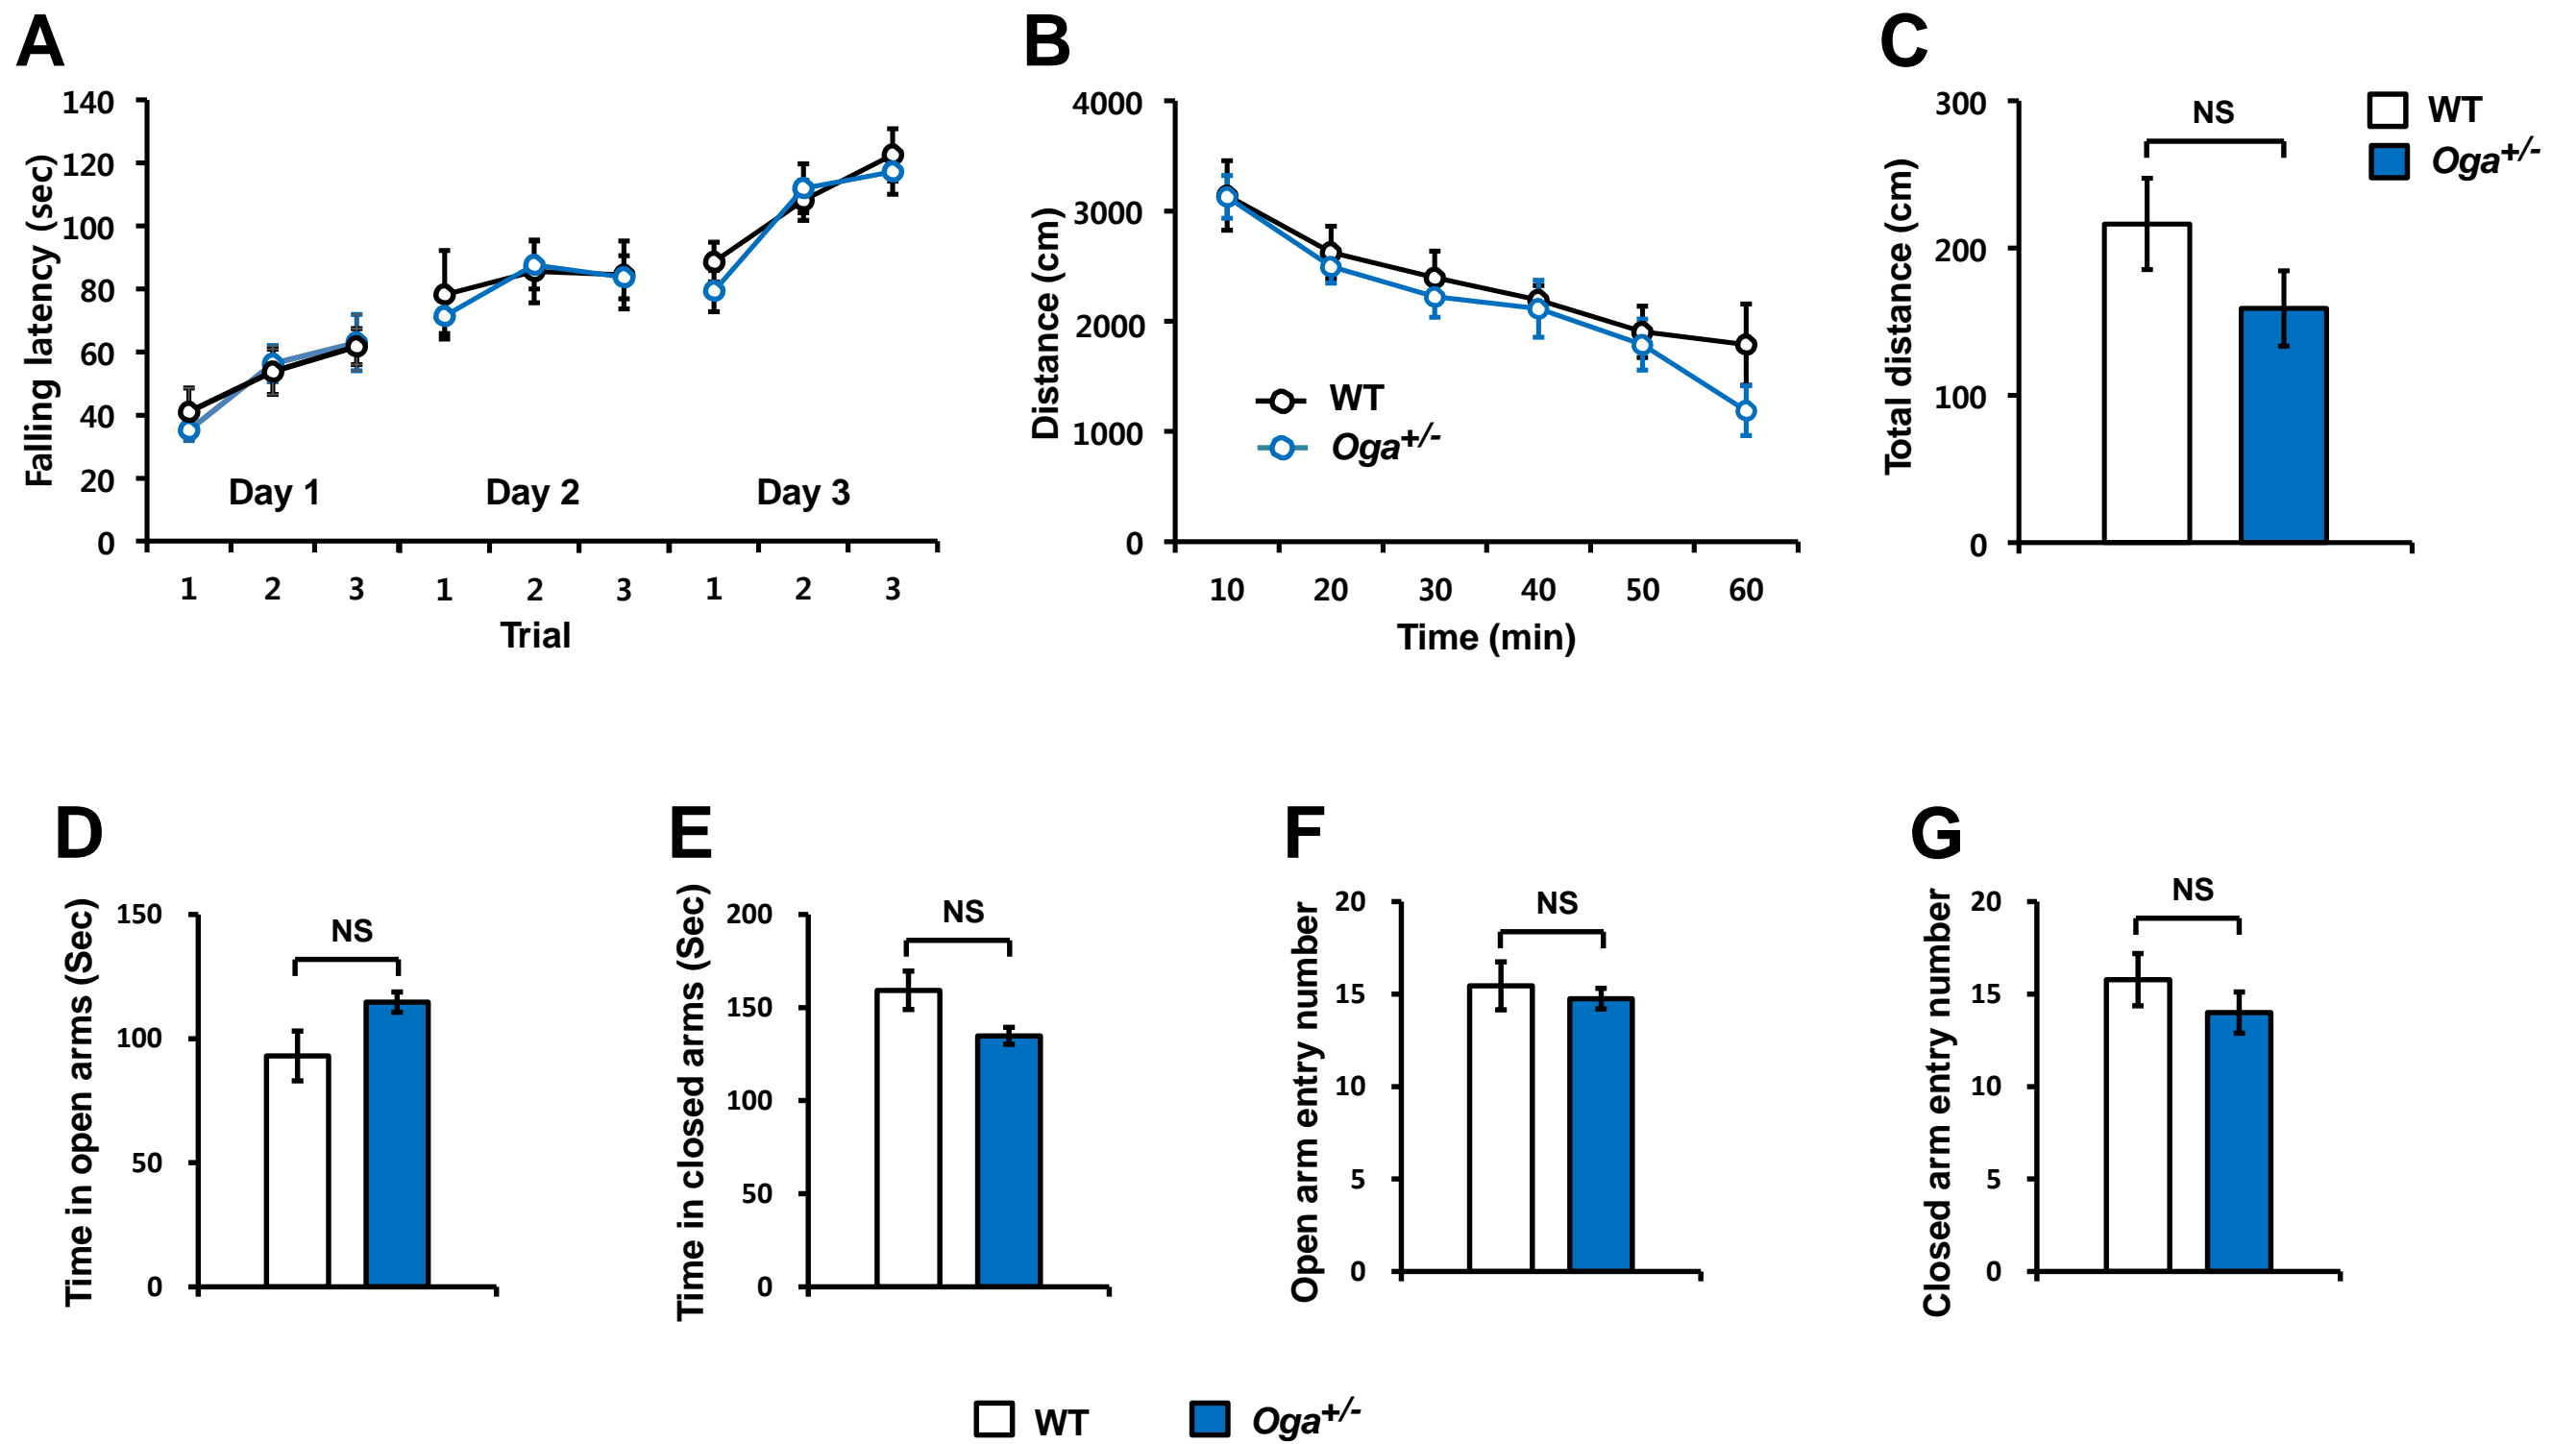 A
Falling latency (sec)
140
120
100
80
60
40
20
0
Day 1
Day 2
Day 3
1 2 3 1 2 3 1 2 3
Trial
B
Distance (cm)
4000
3000
2000
1000
0
WT
Oga+/-
10 20 30 40 50 60
Time (min)
C
Total distance (cm)
300
200
100
0
NS
WT
Oga+/-
D
Time in open arms (Sec)
150
100
50
0
NS
E
Time in closed arms (Sec)
200
150
100
50
0
NS
F
Open arm entry number
20
15
10
5
0
NS
G
Closed arm entry number
20
15
10
5
0
NS
WT
Oga+/-